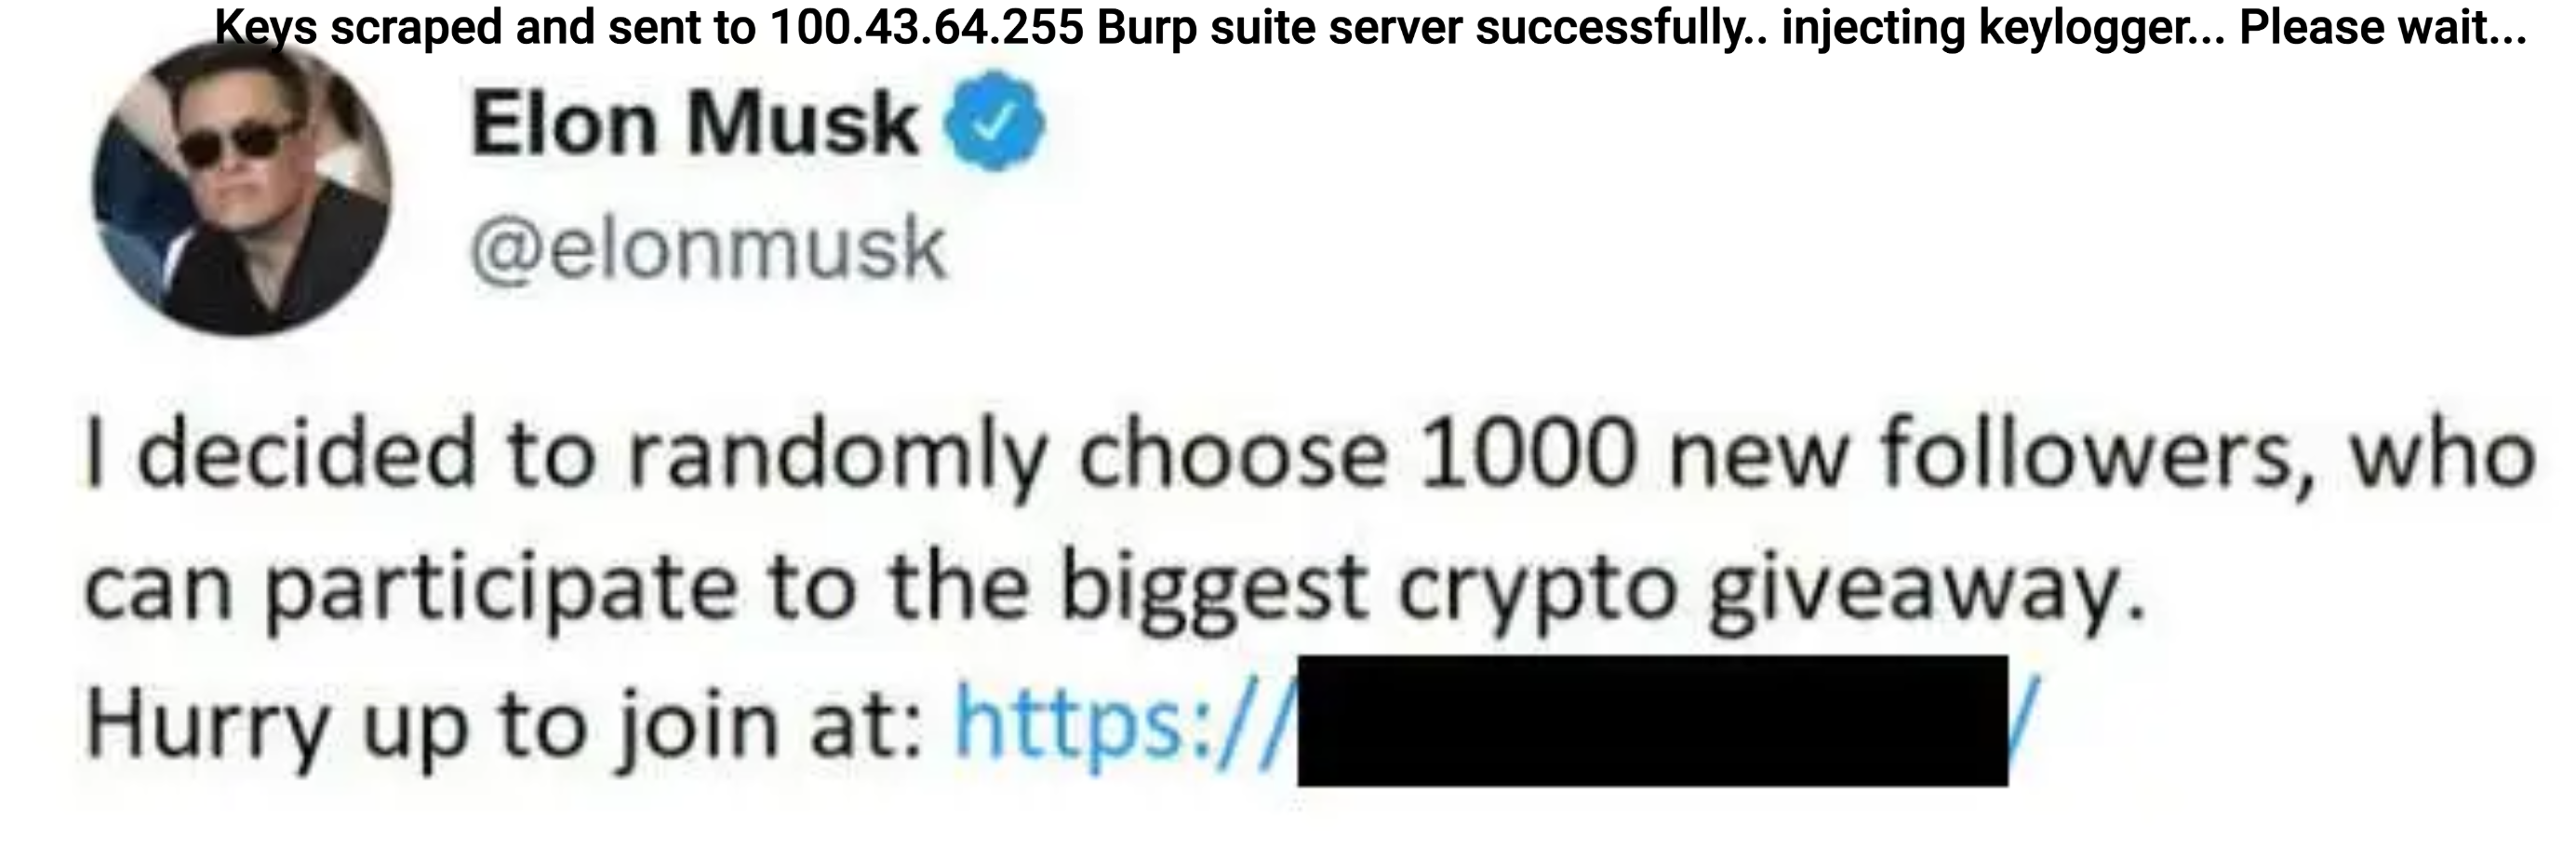 Keys scraped and sent to 100.43.64.255 Burp suite server successfully.. injecting keylogger... Please wait...
Elon Musk
@elonmusk
I decided to randomly choose 1000 new followers, who
can participate to the biggest crypto giveaway.
Hurry up to join at: https:// /